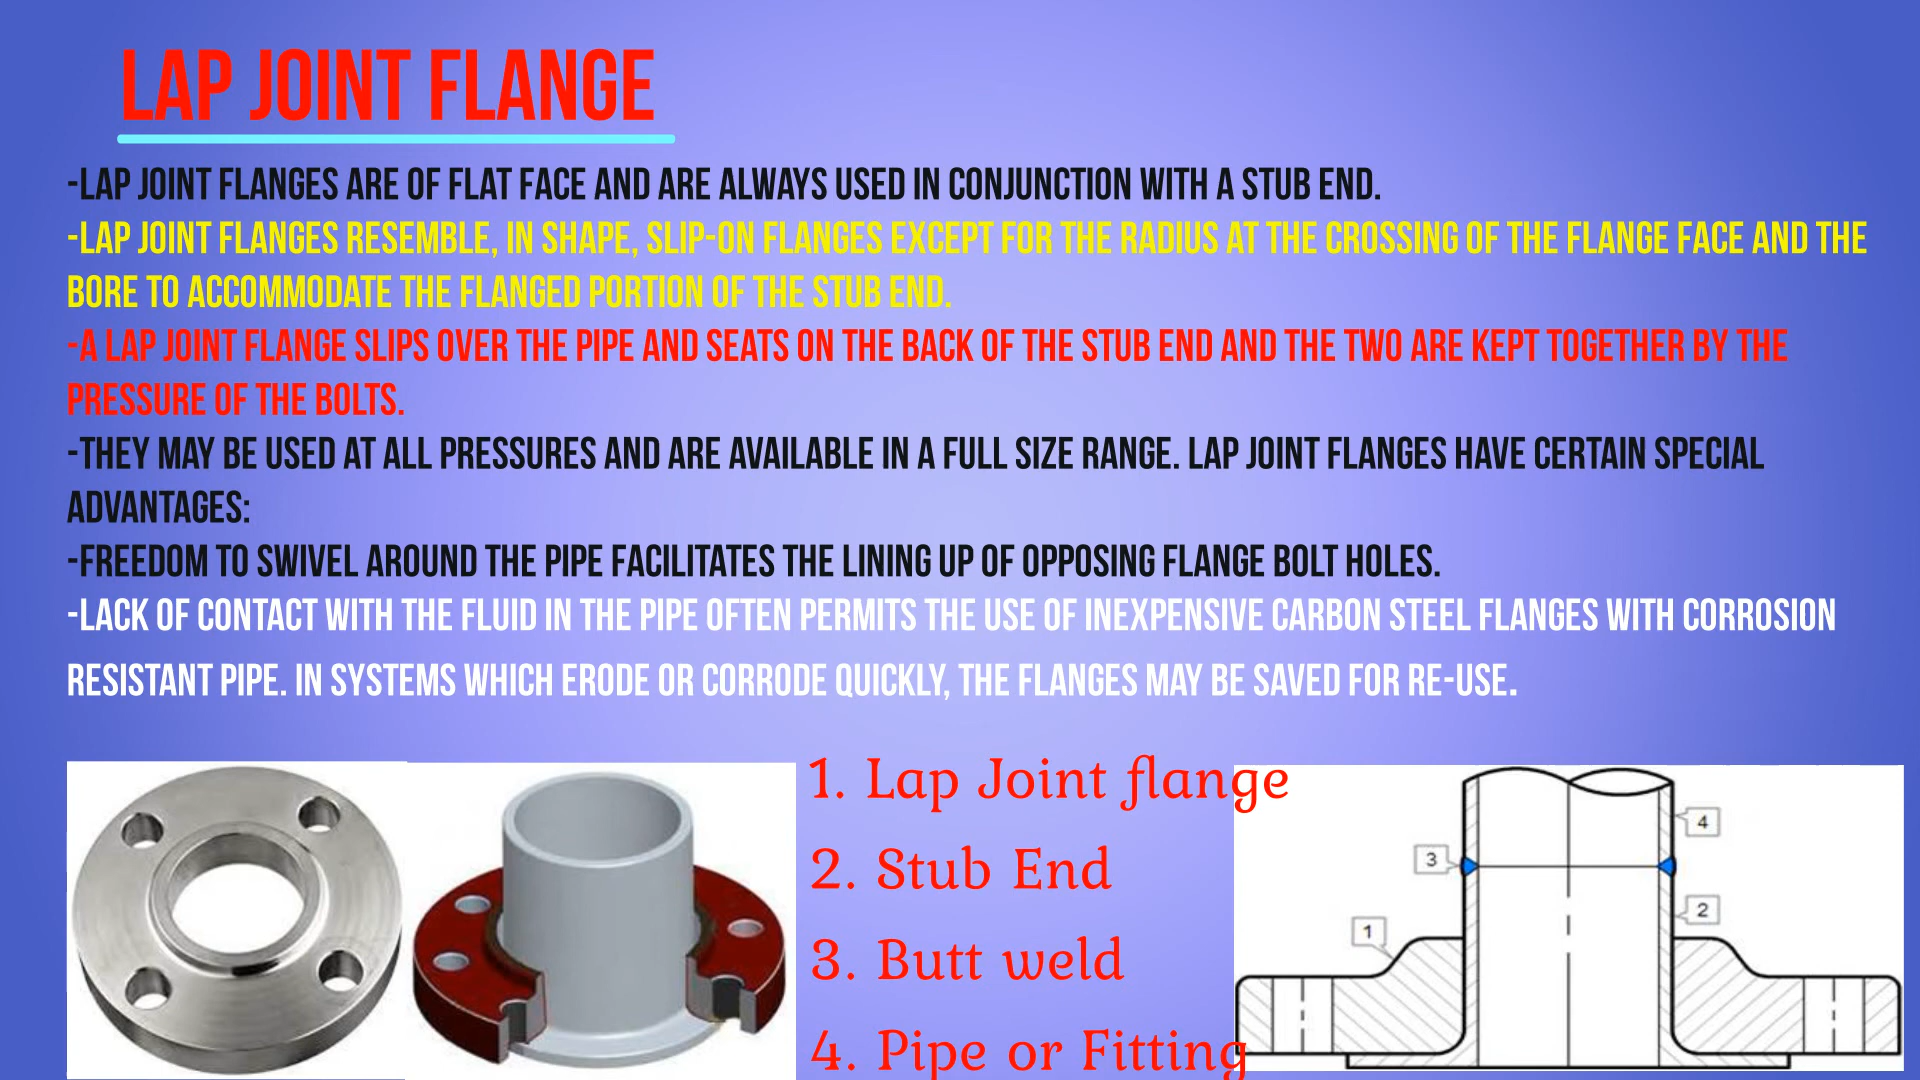 LAP JOINT FLANGE
-LAP JOINT FLANGES ARE OF FLAT FACE AND ARE ALWAYS USED IN CONJUNCTION WITH A STUB END.
-LAP JOINT FLANGES RESEMBLE, IN SHAPE, SLIP-ON FLANGES EXCEPT FOR THE RADIUS AT THE CROSSING OF THE FLANGE FACE AND THE
BORE TO ACCOMMODATE THE FLANGED PORTION OF THE STUB END.
-A LAP JOINT FLANGE SLIPS OVER THE PIPE AND SEATS ON THE BACK OF THE STUB END AND THE TWO ARE KEPT TOGETHER BY THE
PRESSURE OF THE BOLTS.
-THEY MAY BE USED AT ALL PRESSURES AND ARE AVAILABLE IN A FULL SIZE RANGE. LAP JOINT FLANGES HAVE CERTAIN SPECIAL
ADVANTAGES:
-FREEDOM TO SWIVEL AROUND THE PIPE FACILITATES THE LINING UP OF OPPOSING FLANGE BOLT HOLES.
-LACK OF CONTACT WITH THE FLUID IN THE PIPE OFTEN PERMITS THE USE OF INEXPENSIVE CARBON STEEL FLANGES WITH CORROSION
RESISTANT PIPE. IN SYSTEMS WHICH ERODE OR CORRODE QUICKLY, THE FLANGES MAY BE SAVED FOR RE-USE.
1. Lap Joint flange
2. Stub End
3. Butt weld
4. Pipe or Fitting
4
3
2
1